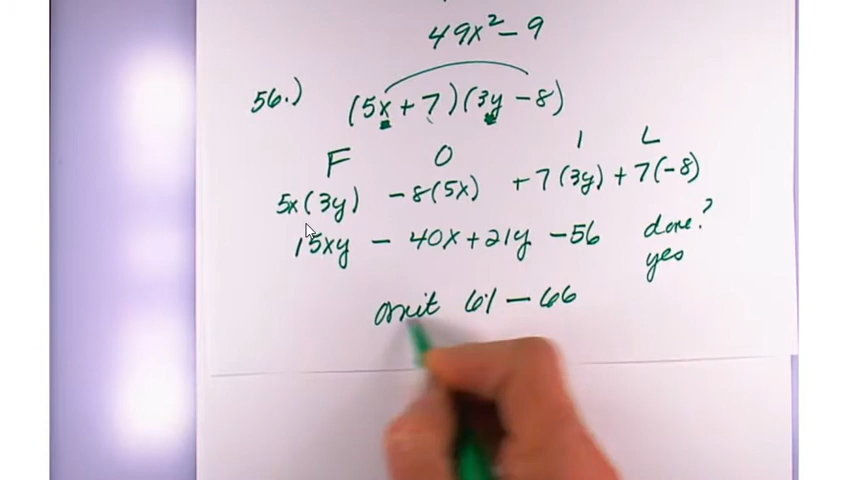 49x² - 9
56.) (5x + 7)(3y - 8)
F O I L
5x(3y) - 8(5x) + 7(3y) + 7(-8)
15xy - 40x + 21y - 56 done?
yes
omit 61 - 66